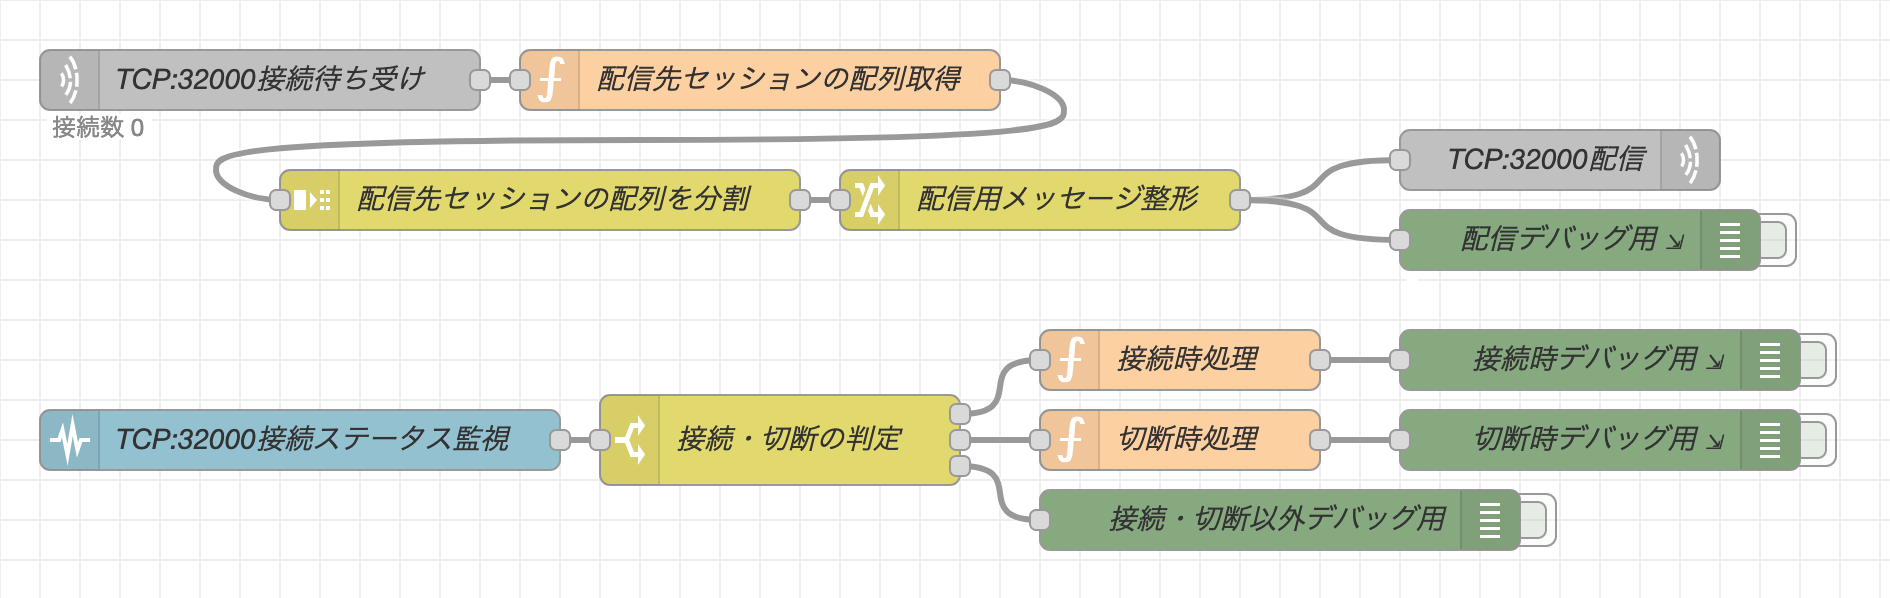 TCP:32000接続待ち受け
配信先セッションの配列取得
接続数 0
TCP:32000配信
配信先セッションの配列を分割
配信用メッセージ整形
配信デバッグ用
接続時処理
接続時デバッグ用
TCP:32000接続ステータス監視
接続・切断の判定
切断時処理
切断時デバッグ用
接続・切断以外デバッグ用